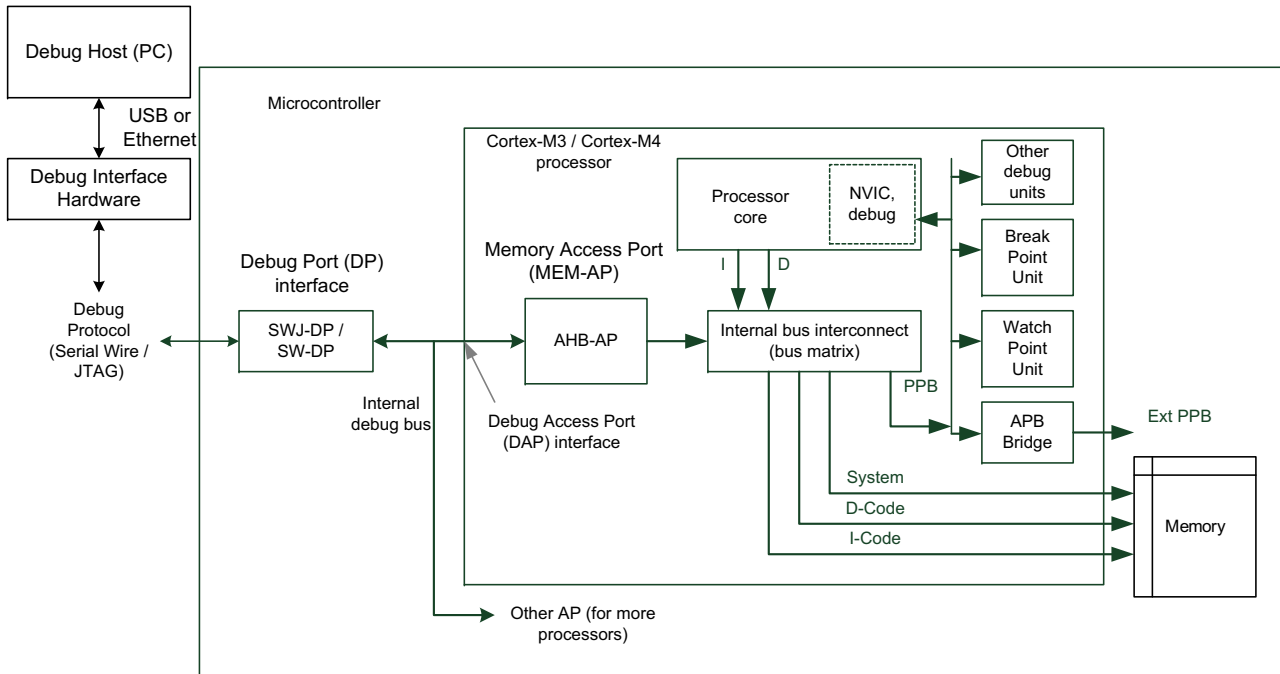 Debug Host (PC)
USB or
Ethernet
Debug Interface
Hardware
Debug
Protocol
(Serial Wire /
JTAG)
Microcontroller
Debug Port (DP)
interface
SWJ-DP /
SW-DP
Internal
debug bus
Cortex-M3 / Cortex-M4
processor
Memory Access Port
(MEM-AP)
AHB-AP
Debug Access Port
(DAP) interface
Other AP (for more
processors)
Processor
core
NVIC,
debug
I
D
Internal bus interconnect
(bus matrix)
PPB
Other
debug
units
Break
Point
Unit
Watch
Point
Unit
APB
Bridge
Ext PPB
System
D-Code
I-Code
Memory